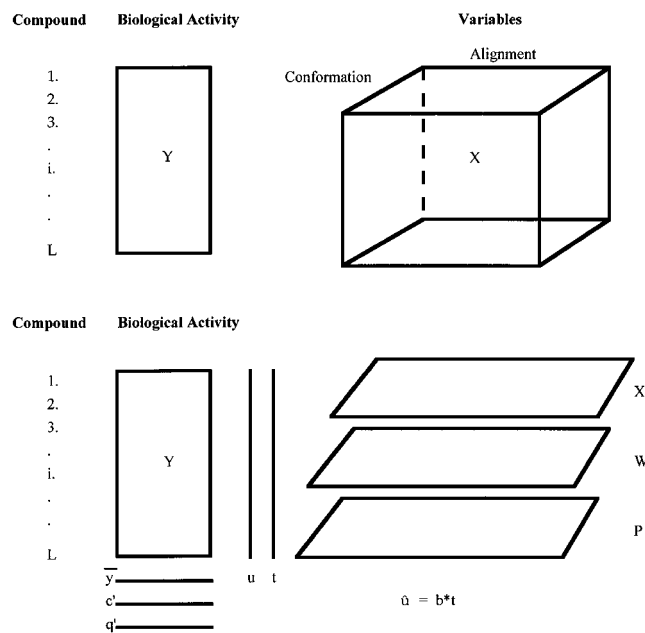 Compound Biological Activity Variables
Alignment
Conformation
1.
2.
3.
.
i.
.
.
L
Y
X
Compound Biological Activity
1.
2.
3.
.
i.
.
.
L
Y
X
W
P
y̅
u t
c'
q'
û = b*t